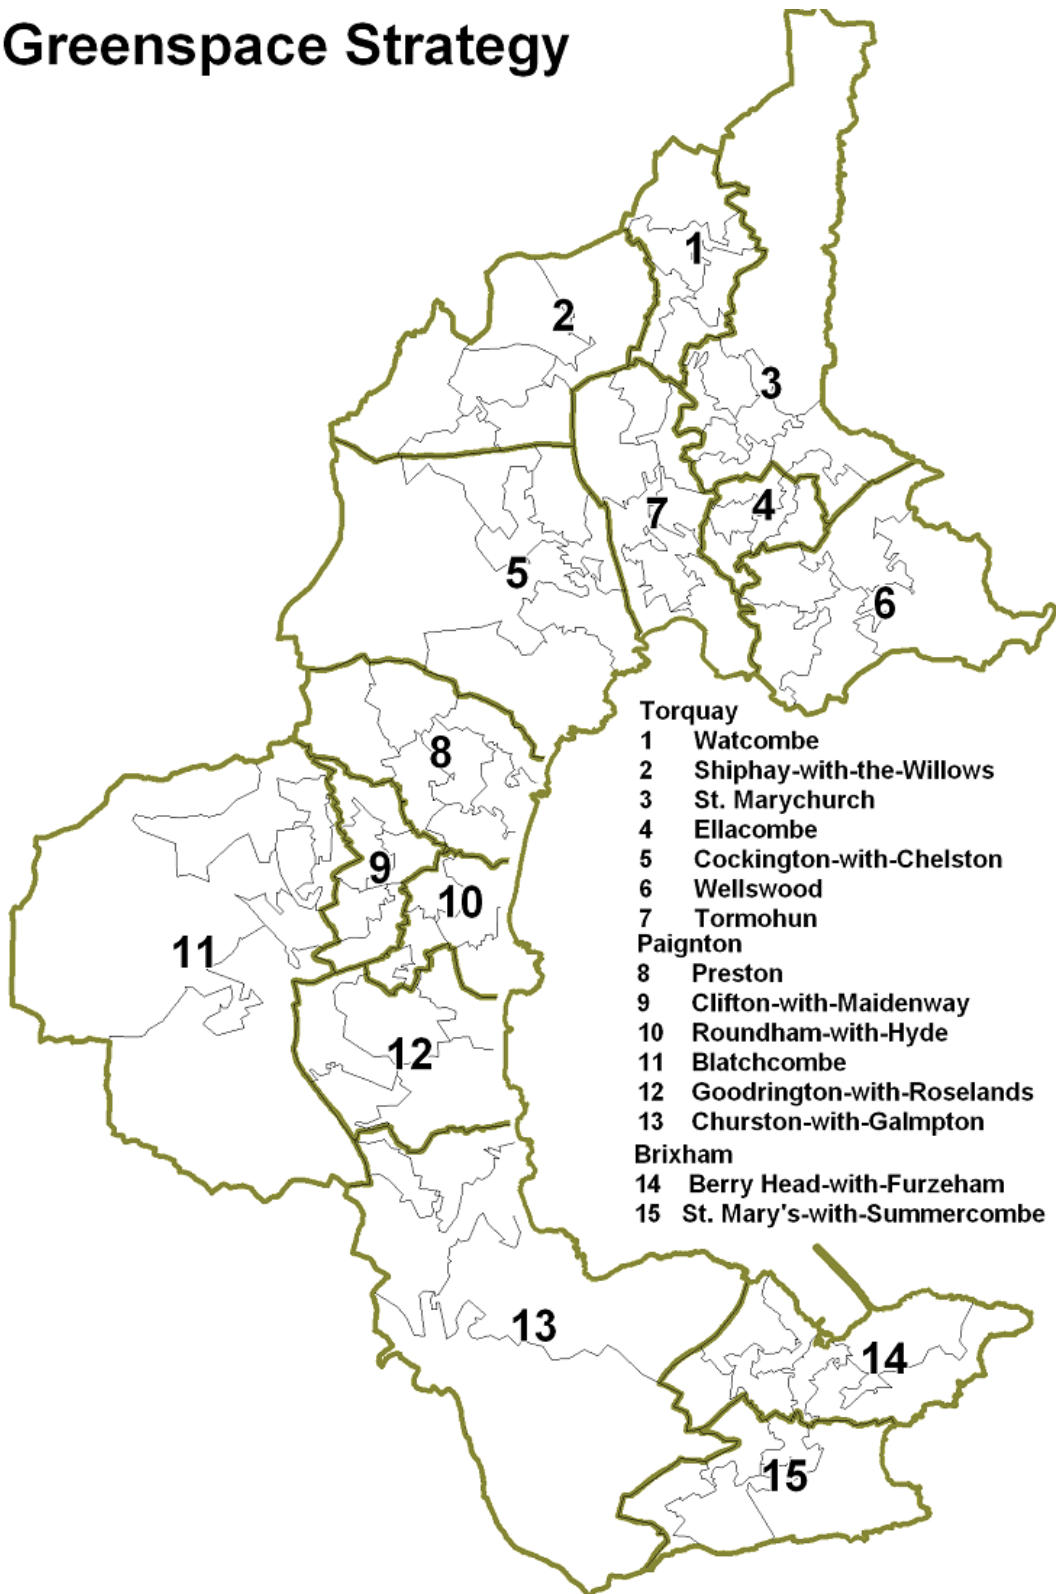 Greenspace Strategy
1
2
3
4
7
5
6
Torquay
1 Watcombe
2 Shiphay-with-the-Willows
3 St. Marychurch
4 Ellacombe
5 Cockington-with-Chelston
6 Wellswood
7 Tormohun
Paignton
8 Preston
9 Clifton-with-Maidenway
10 Roundham-with-Hyde
11 Blatchcombe
12 Goodrington-with-Roselands
13 Churston-with-Galmpton
Brixham
14 Berry Head-with-Furzeham
15 St. Mary's-with-Summercombe
8
9
10
11
12
13
14
15